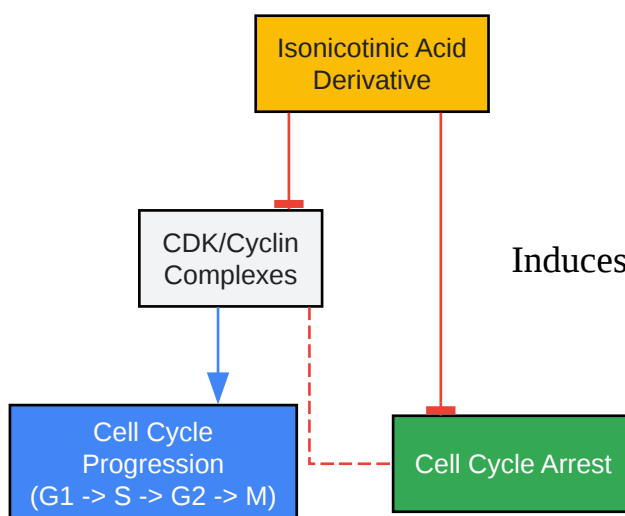 Isonicotinic Acid
Derivative
CDK/Cyclin
Complexes
Induces
Cell Cycle
Progression
(G1 -> S -> G2 -> M)
Cell Cycle Arrest